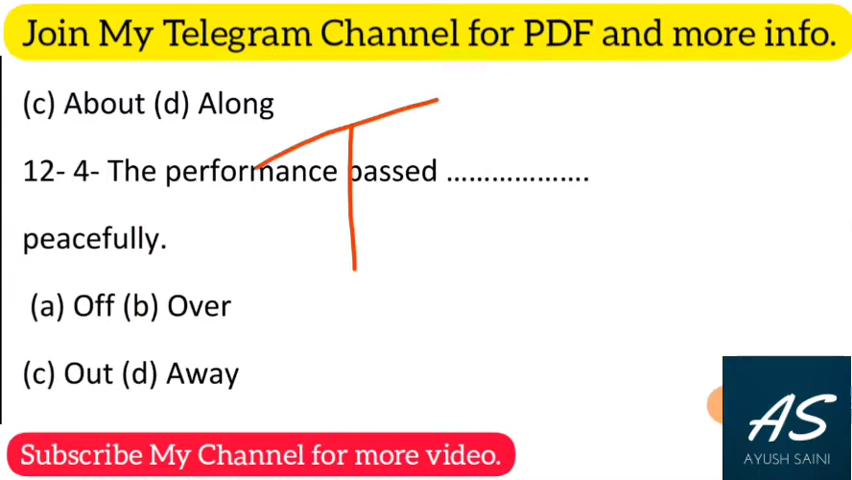 Join My Telegram Channel for PDF and more info.
(c) About (d) Along
12- 4- The performance passed ...................
peacefully.
(a) Off (b) Over
(c) Out (d) Away
AS
AYUSH SAINI
Subscribe My Channel for more video.